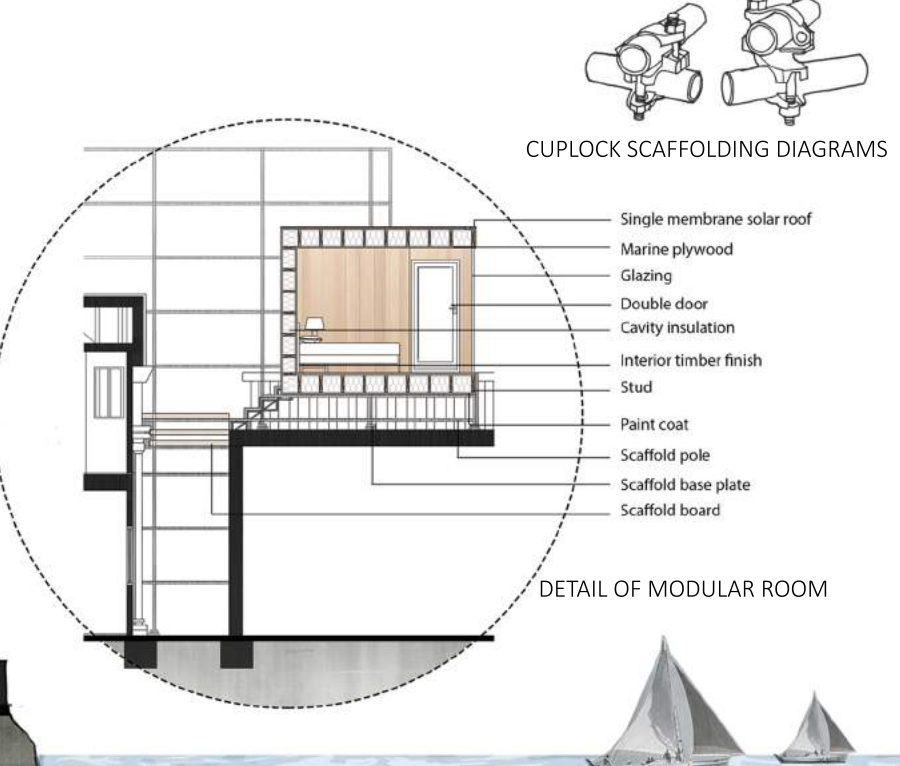 CUPLOCK SCAFFOLDING DIAGRAMS
Single membrane solar roof
Marine plywood
Glazing
Double door
Cavity insulation
Interior timber finish
Stud
Paint coat
Scaffold pole
Scaffold base plate
Scaffold board
DETAIL OF MODULAR ROOM